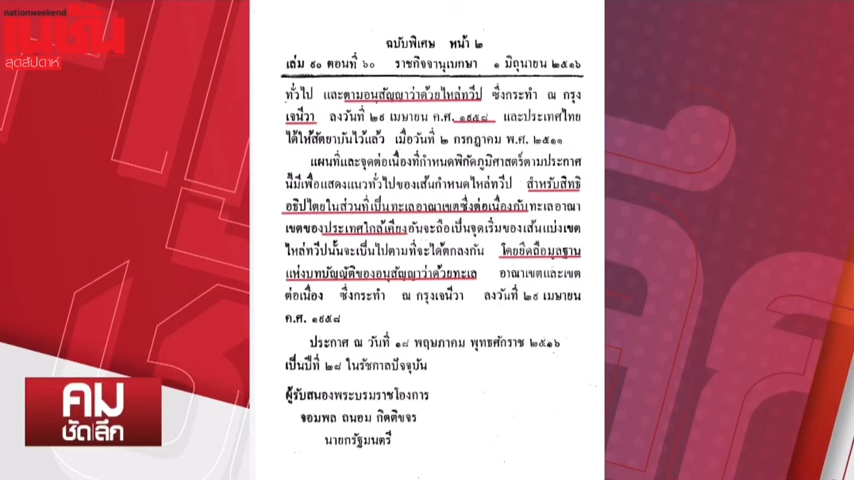 nationweekend
เนชั่น
สุดสัปดาห์
ฉบับพิเศษ หน้า ๒
เล่ม ๙๐ ตอนที่ ๖๐ ราชกิจจานุเบกษา ๑ มิถุนายน ๒๕๑๖
ทั่วไป และตามอนุสัญญาว่าด้วยไหล่ทวีป ซึ่งกระทำ ณ กรุง
เจนีวา ลงวันที่ ๒๙ เมษายน ค.ศ. ๑๙๕๘ และประเทศไทย
ได้ให้สัตยาบันไว้แล้ว เมื่อวันที่ ๒ กรกฎาคม พ.ศ. ๒๕๑๑
แผนที่และจุดต่อเนื่องที่กำหนดพิกัดภูมิศาสตร์ตามประกาศ
นี้มีเพื่อแสดงแนวทั่วไปของเส้นกำหนดไหล่ทวีป สำหรับสิทธิ
อธิปไตยในส่วนที่เป็นทะเลอาณาเขตซึ่งต่อเนื่องกับทะเลอาณา
เขตของประเทศใกล้เคียงอันจะถือเป็นจุดเริ่มของเส้นแบ่งเขต
ไหล่ทวีปนั้นจะเป็นไปตามที่จะได้ตกลงกัน โดยยึดถือมูลฐาน
แห่งบทบัญญัติของอนุสัญญาว่าด้วยทะเล อาณาเขตและเขต
ต่อเนื่อง ซึ่งกระทำ ณ กรุงเจนีวา ลงวันที่ ๒๙ เมษายน
ค.ศ. ๑๙๕๘
ประกาศ ณ วันที่ ๑๘ พฤษภาคม พุทธศักราช ๒๕๑๖
เป็นปีที่ ๒๘ ในรัชกาลปัจจุบัน
ผู้รับสนองพระบรมราชโองการ
จอมพล ถนอม กิตติขจร
นายกรัฐมนตรี
คม
ชัดลึก